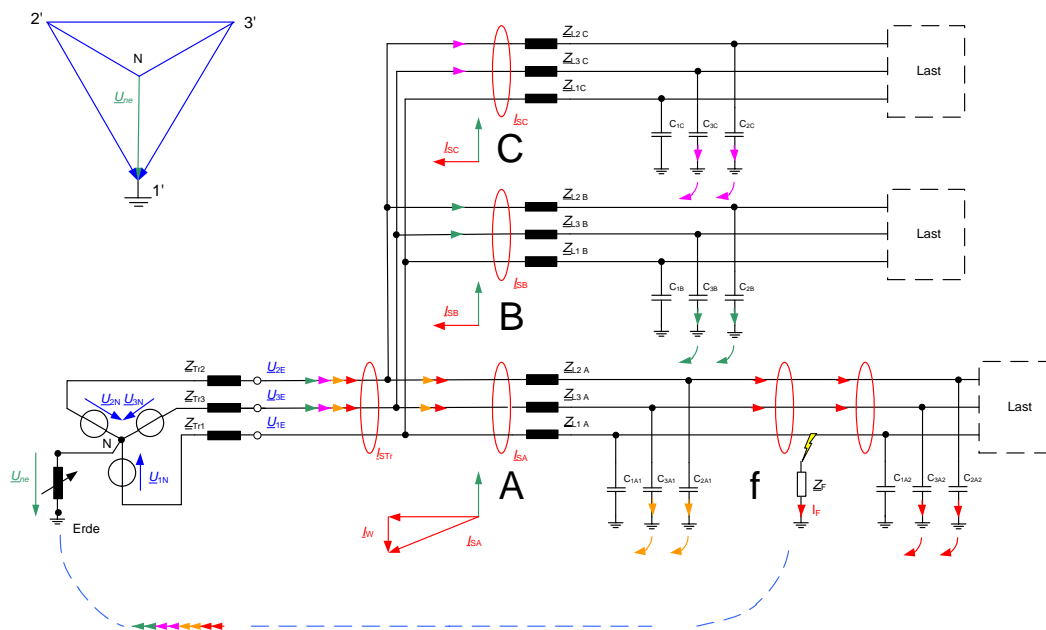 2' 3'
N
U_ne
1'
Z_L2 C
Z_L3 C
Z_L1C
Last
I_SC
I_SC
C
C_1C C_3C C_2C
Z_L2 B
Z_L3 B
Z_L1 B
Last
I_SB
I_SB
B
C_1B C_3B C_2B
Z_Tr2 U_2E
Z_L2 A
Z_Tr3 U_3E
Z_L3 A
Z_Tr1 U_1E
Z_L1 A
Last
U_2N U_3N
N
U_1N
U_ne
Erde
I_STr
I_SA
A
I_W
I_SA
C_1A1 C_3A1 C_2A1
f
Z_F
I_F
C_1A2 C_3A2 C_2A2